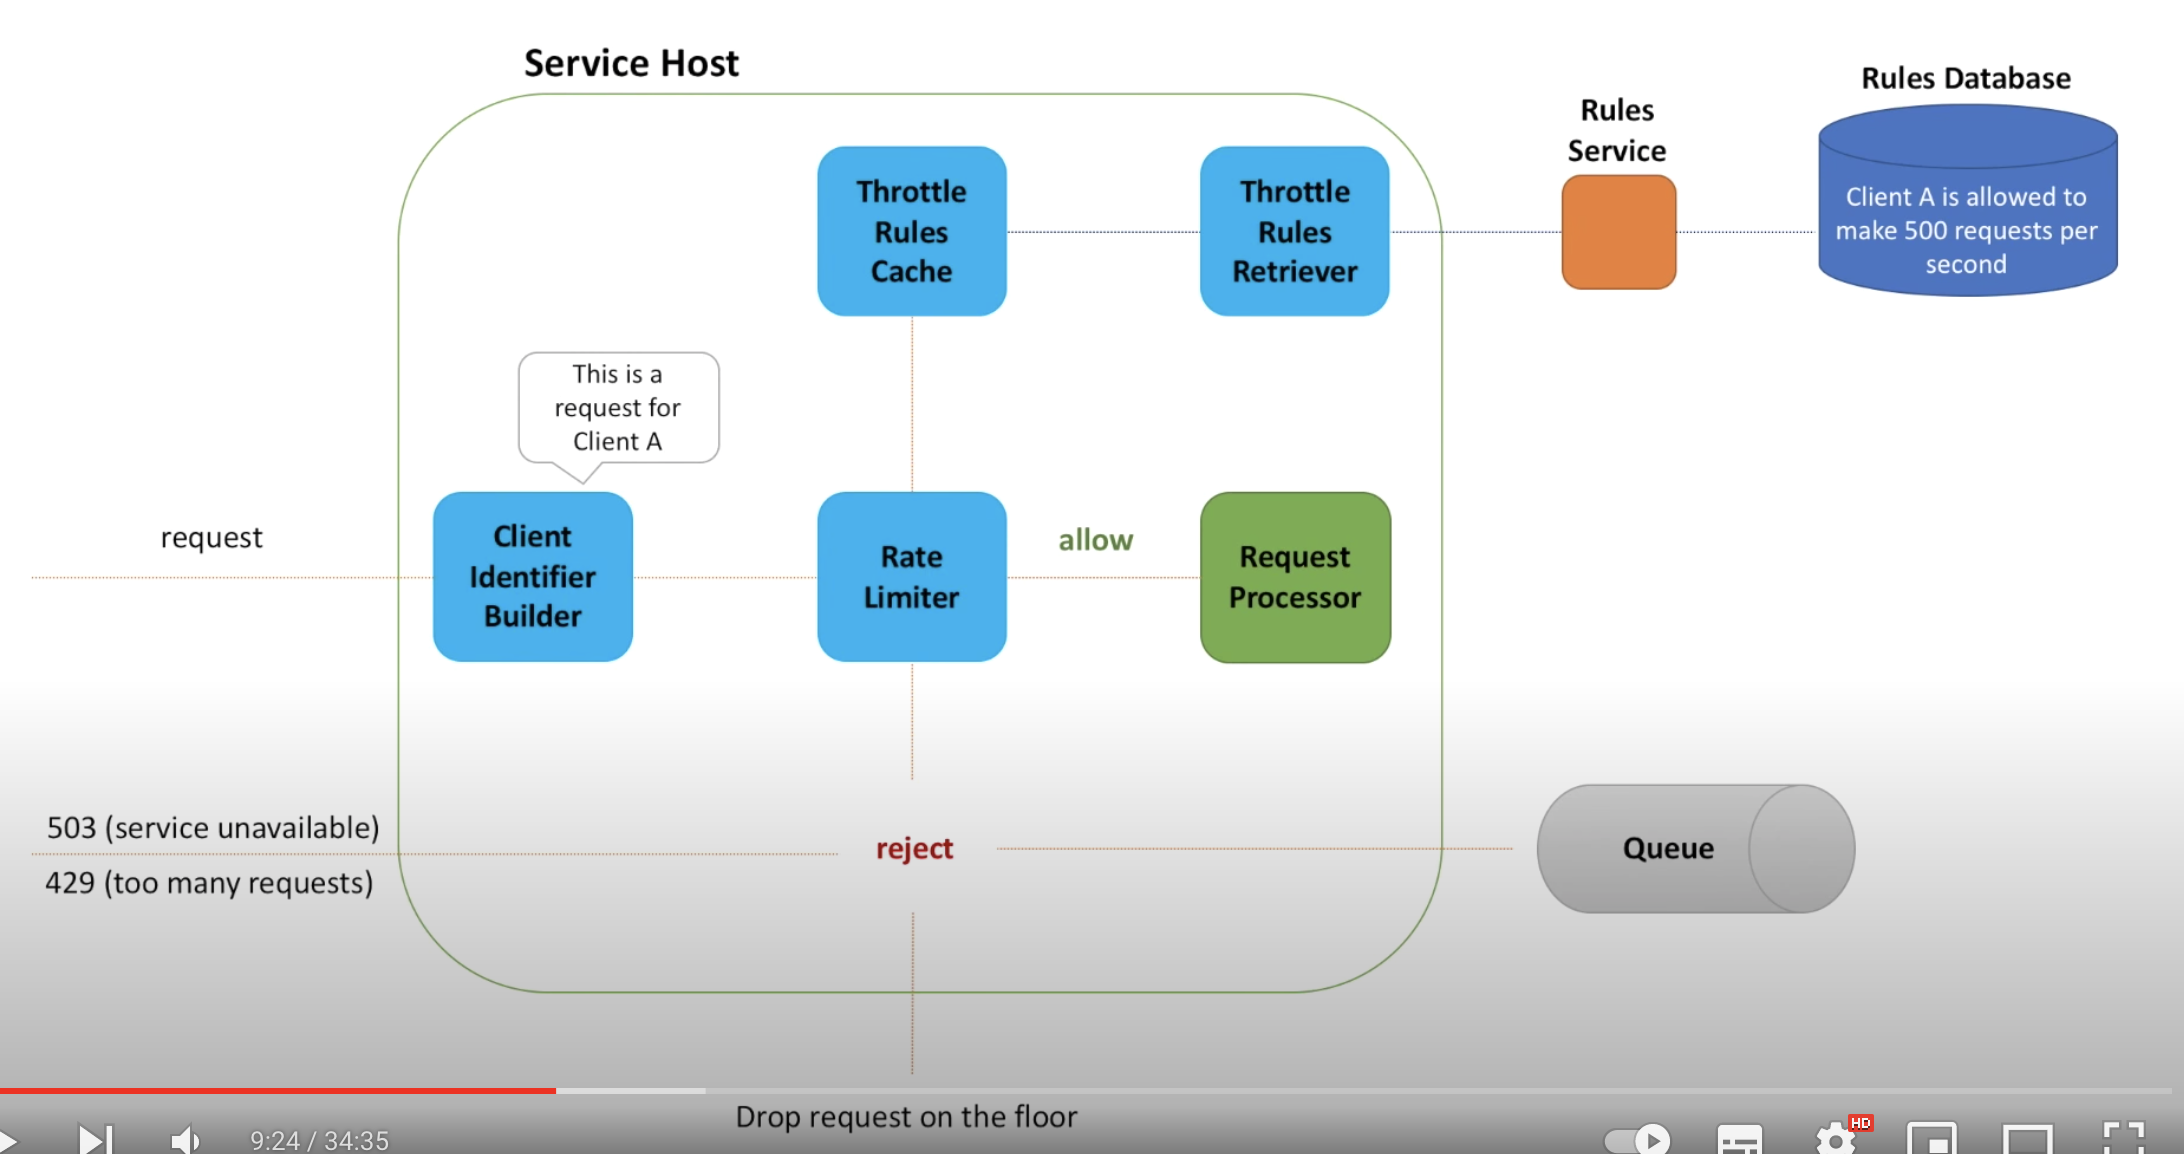 Service Host
Rules Database
Rules
Service
Throttle
Rules
Cache
Throttle
Rules
Retriever
Client A is allowed to
make 500 requests per
second
This is a
request for
Client A
request
Client
Identifier
Builder
Rate
Limiter
allow
Request
Processor
503 (service unavailable)
429 (too many requests)
reject
Queue
Drop request on the floor
9:24 / 34:35
HD